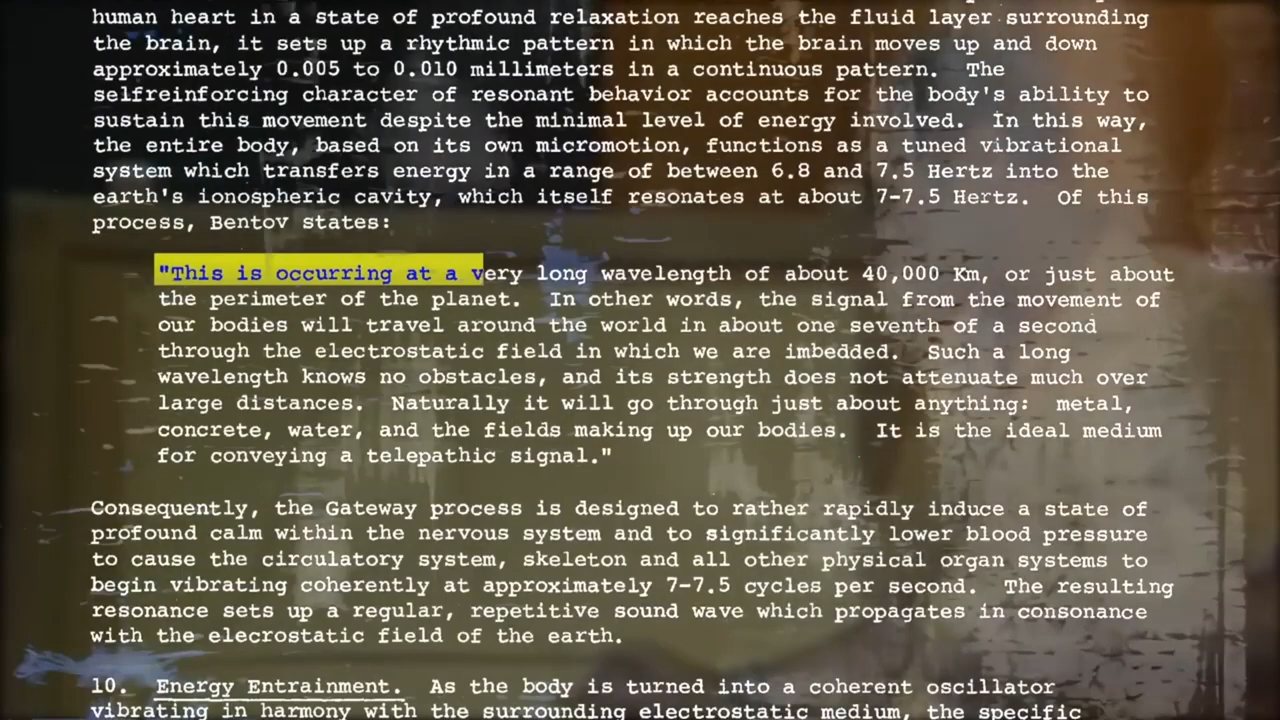 human heart in a state of profound relaxation reaches the fluid layer surrounding
the brain, it sets up a rhythmic pattern in which the brain moves up and down
approximately 0.005 to 0.010 millimeters in a continuous pattern. The
selfreinforcing character of resonant behavior accounts for the body's ability to
sustain this movement despite the minimal level of energy involved. In this way,
the entire body, based on its own micromotion, functions as a tuned vibrational
system which transfers energy in a range of between 6.8 and 7.5 Hertz into the
earth's ionospheric cavity, which itself resonates at about 7-7.5 Hertz. Of this
process, Bentov states:
"This is occurring at a very long wavelength of about 40,000 Km, or just about
the perimeter of the planet. In other words, the signal from the movement of
our bodies will travel around the world in about one seventh of a second
through the electrostatic field in which we are imbedded. Such a long
wavelength knows no obstacles, and its strength does not attenuate much over
large distances. Naturally it will go through just about anything: metal,
concrete, water, and the fields making up our bodies. It is the ideal medium
for conveying a telepathic signal."
Consequently, the Gateway process is designed to rather rapidly induce a state of
profound calm within the nervous system and to significantly lower blood pressure
to cause the circulatory system, skeleton and all other physical organ systems to
begin vibrating coherently at approximately 7-7.5 cycles per second. The resulting
resonance sets up a regular, repetitive sound wave which propagates in consonance
with the elecrostatic field of the earth.
10. Energy Entrainment. As the body is turned into a coherent oscillator
vibrating in harmony with the surrounding electrostatic medium, the specific